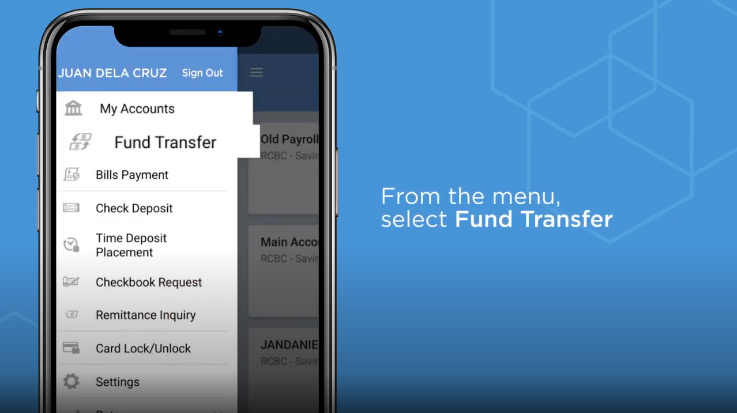 JUAN DELA CRUZ Sign Out
My Accounts
Fund Transfer
Bills Payment
Check Deposit
Time Deposit
Placement
Checkbook Request
Remittance Inquiry
Card Lock/Unlock
Settings
Old Payroll
RCBC - Savin
Main Acco
RCBC - Savin
JANDANIE
RCBC - Savin
From the menu,
select Fund Transfer